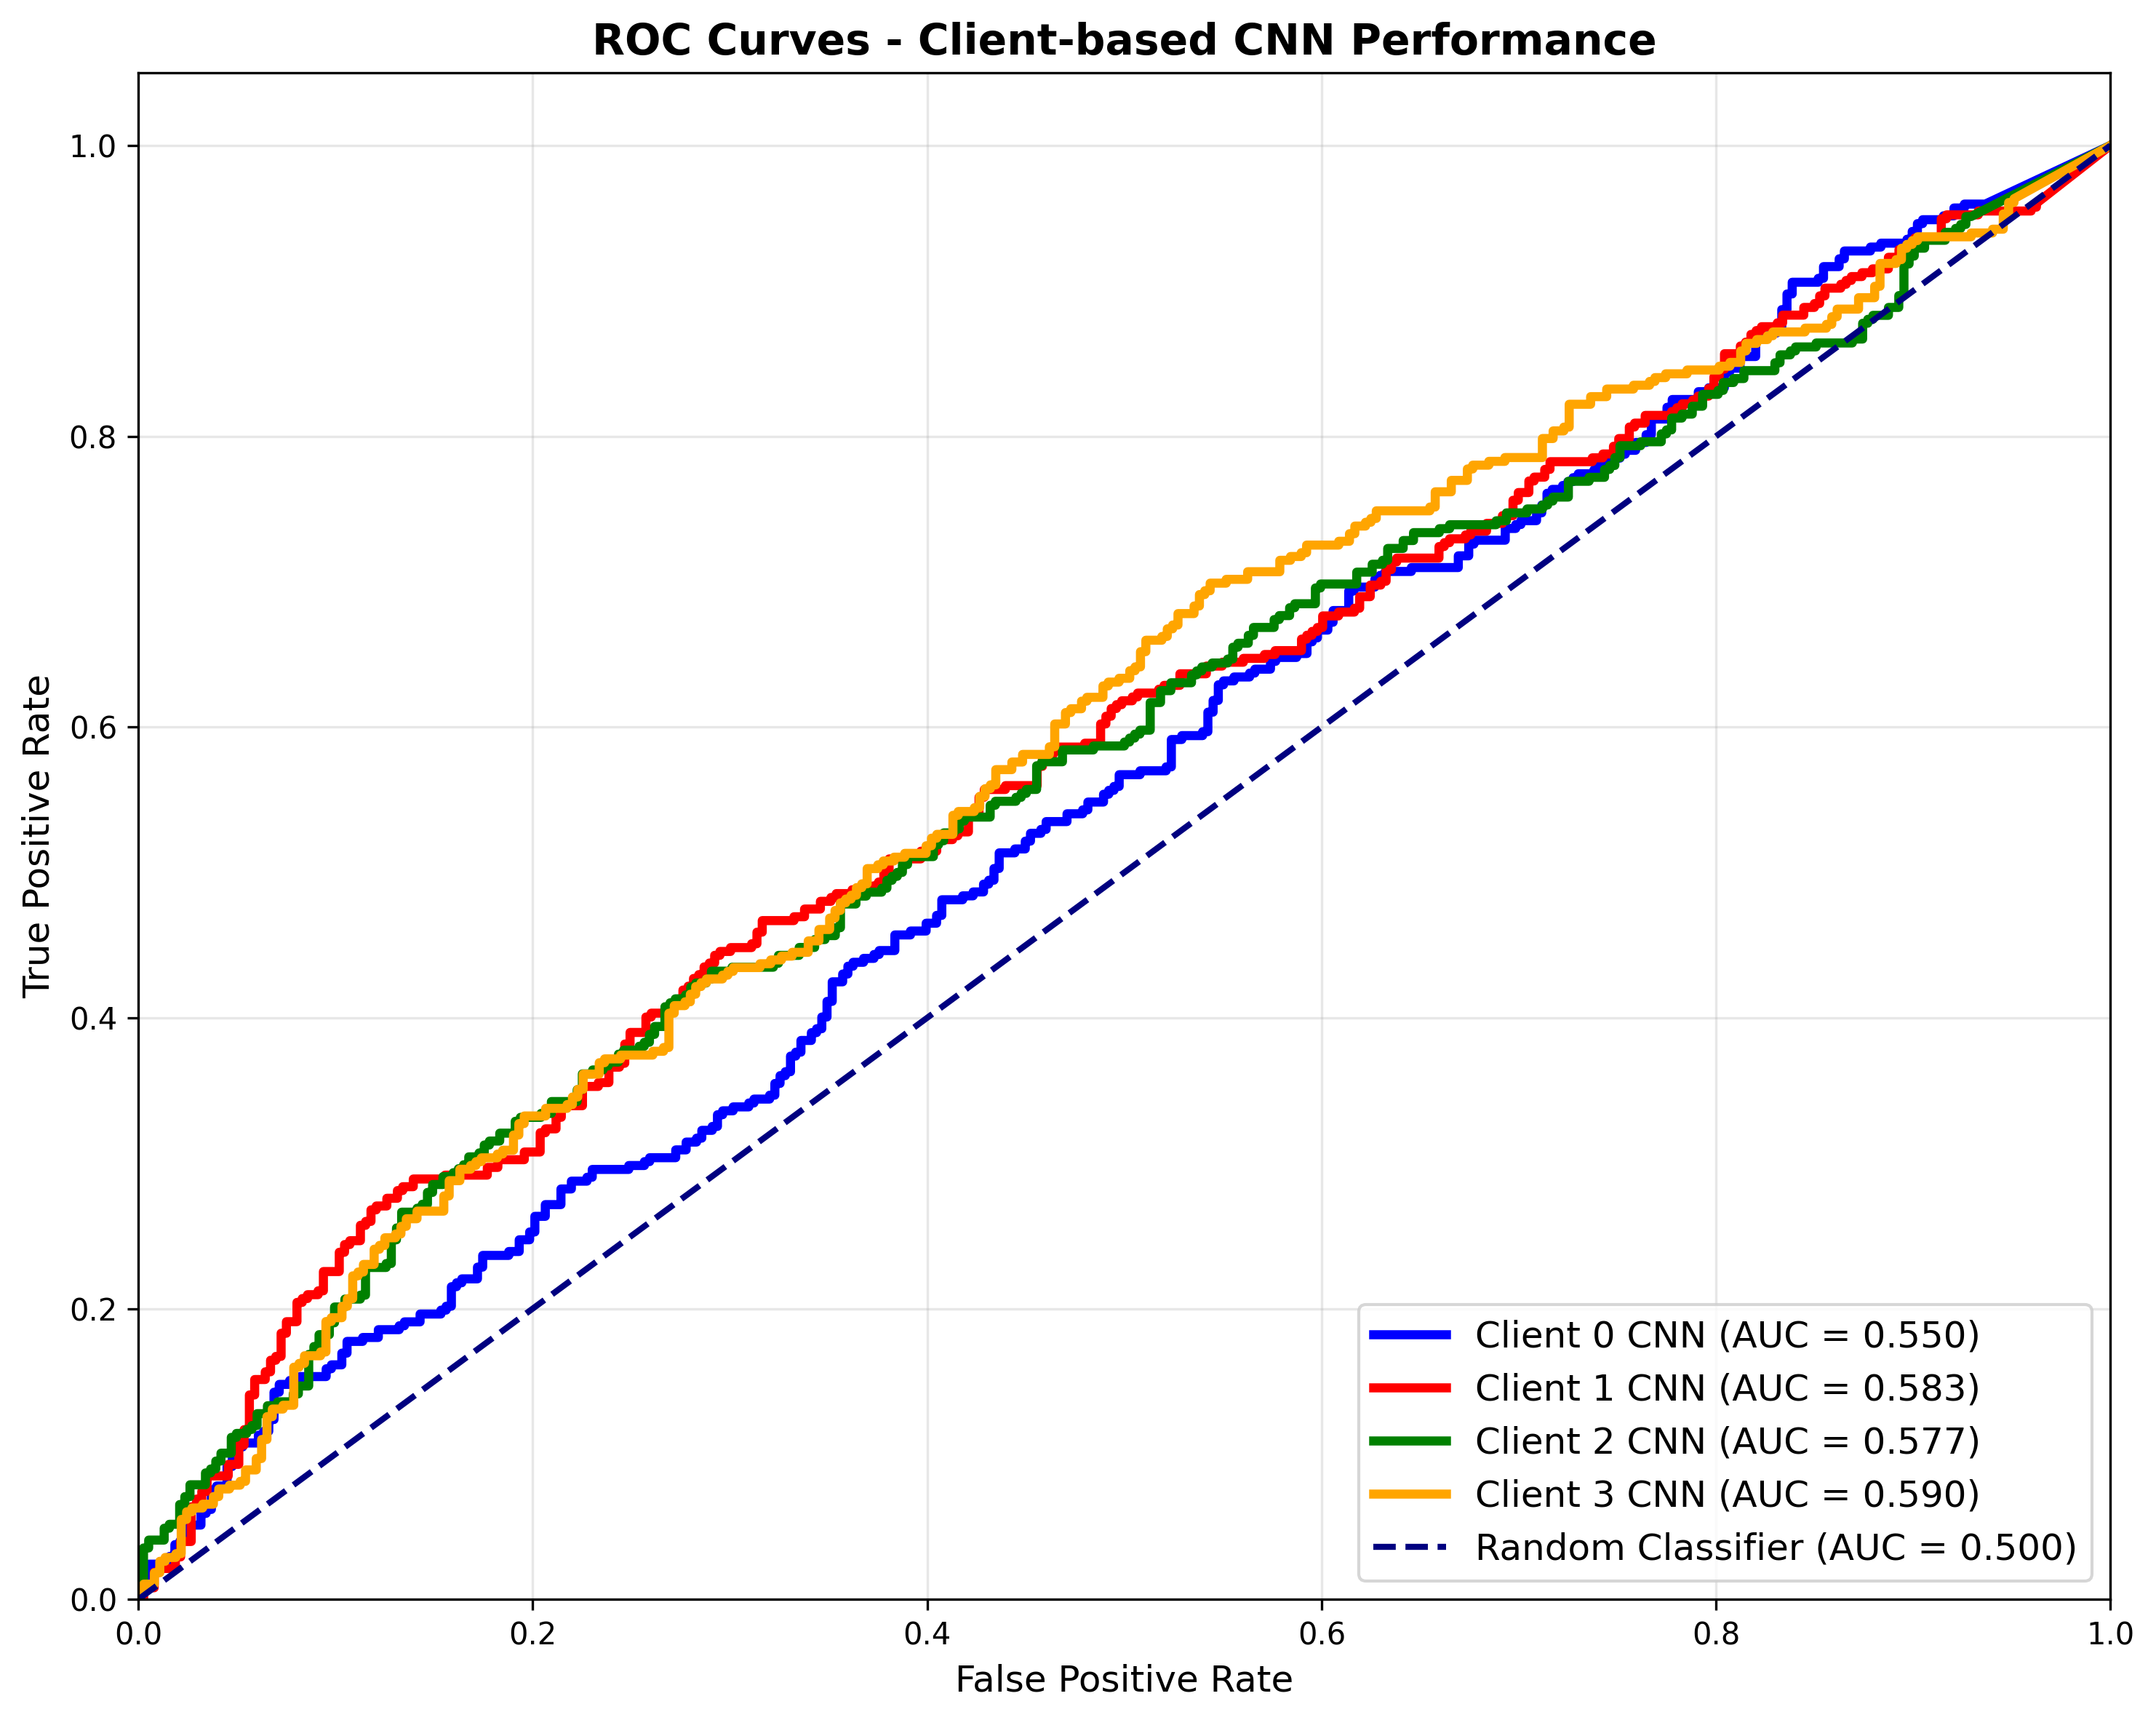 ROC Curves - Client-based CNN Performance
True Positive Rate
1.0
0.8
0.6
0.4
0.2
0.0
0.0 0.2 0.4 0.6 0.8 1.0
False Positive Rate
Client 0 CNN (AUC = 0.550)
Client 1 CNN (AUC = 0.583)
Client 2 CNN (AUC = 0.577)
Client 3 CNN (AUC = 0.590)
Random Classifier (AUC = 0.500)